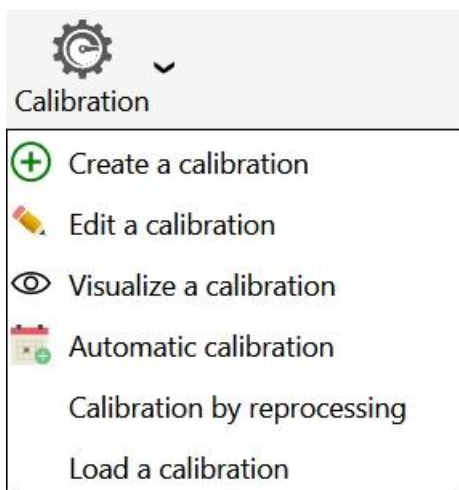 Calibration
Create a calibration
Edit a calibration
Visualize a calibration
Automatic calibration
Calibration by reprocessing
Load a calibration